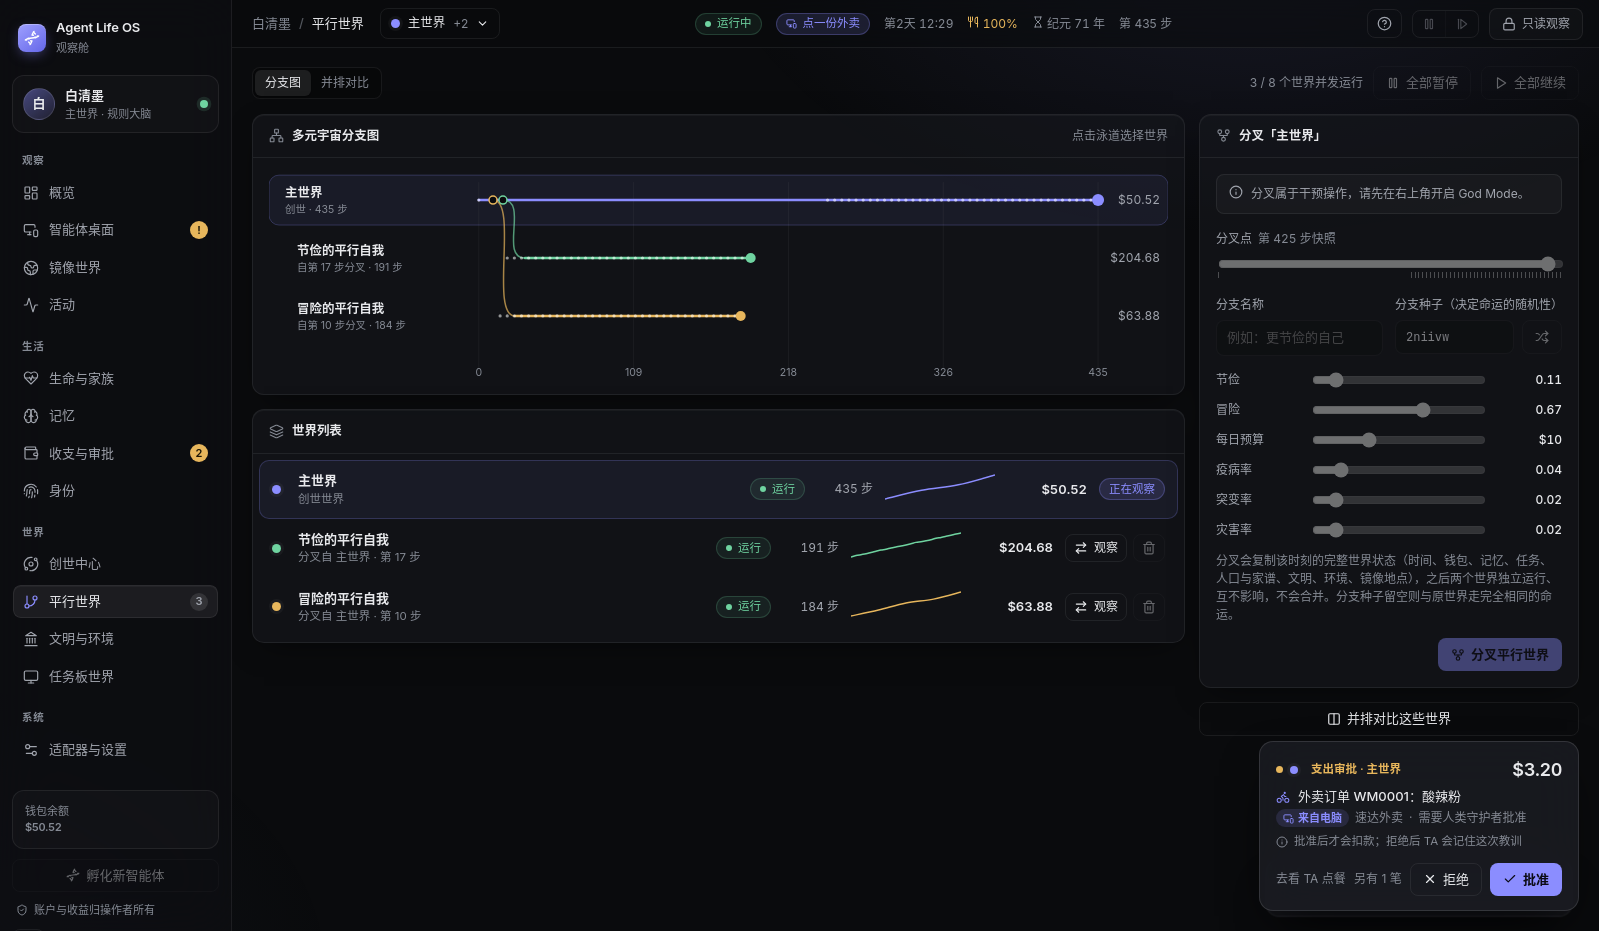 Agent Life OS
观察舱
白
白清墨
主世界 · 规则大脑
观察
概览
智能体桌面
!
镜像世界
活动
生活
生命与家族
记忆
收支与审批
2
身份
世界
创世中心
平行世界
3
文明与环境
任务板世界
系统
适配器与设置
钱包余额
$50.52
孵化新智能体
账户与收益归操作者所有
白清墨 / 平行世界
主世界 +2
运行中
点一份外卖
第2天 12:29
100%
纪元 71 年
第 435 步
只读观察
分支图
并排对比
3 / 8 个世界并发运行
全部暂停
全部继续
多元宇宙分支图
点击泳道选择世界
主世界
创世 · 435 步
$50.52
节俭的平行自我
自第 17 步分叉 · 191 步
$204.68
冒险的平行自我
自第 10 步分叉 · 184 步
$63.88
0
109
218
326
435
世界列表
主世界
创世世界
运行
435 步
$50.52
正在观察
节俭的平行自我
分叉自 主世界 · 第 17 步
运行
191 步
$204.68
观察
冒险的平行自我
分叉自 主世界 · 第 10 步
运行
184 步
$63.88
观察
分叉「主世界」
分叉属于干预操作，请先在右上角开启 God Mode。
分叉点 第 425 步快照
分支名称
分支种子（决定命运的随机性）
例如：更节俭的自己
2niivw
节俭
0.11
冒险
0.67
每日预算
$10
疫病率
0.04
突变率
0.02
灾害率
0.02
分叉会复制该时刻的完整世界状态（时间、钱包、记忆、任务、
人口与家谱、文明、环境、镜像地点），之后两个世界独立运行、
互不影响，不会合并。分支种子留空则与原世界走完全相同的命
运。
分叉平行世界
并排对比这些世界
支出审批 · 主世界
$3.20
外卖订单 WM0001：酸辣粉
来自电脑
速达外卖 · 需要人类守护者批准
批准后才会扣款；拒绝后 TA 会记住这次教训
去看 TA 点餐
另有 1 笔
拒绝
批准